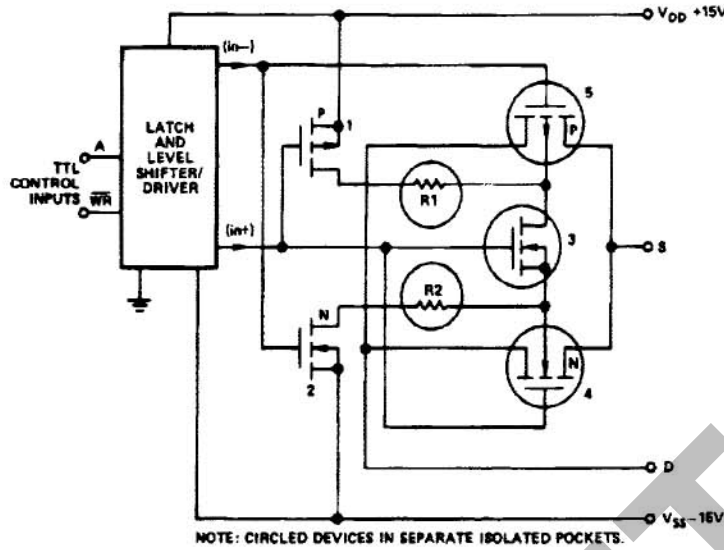 V_DD +15V
(in–)
5
P
P
1
LATCH
AND
LEVEL
SHIFTER/
DRIVER
A
TTL
CONTROL
INPUTS
WR
R1
(in+)
3
S
R2
N
N
2
4
D
V_SS –15V
NOTE: CIRCLED DEVICES IN SEPARATE ISOLATED POCKETS.